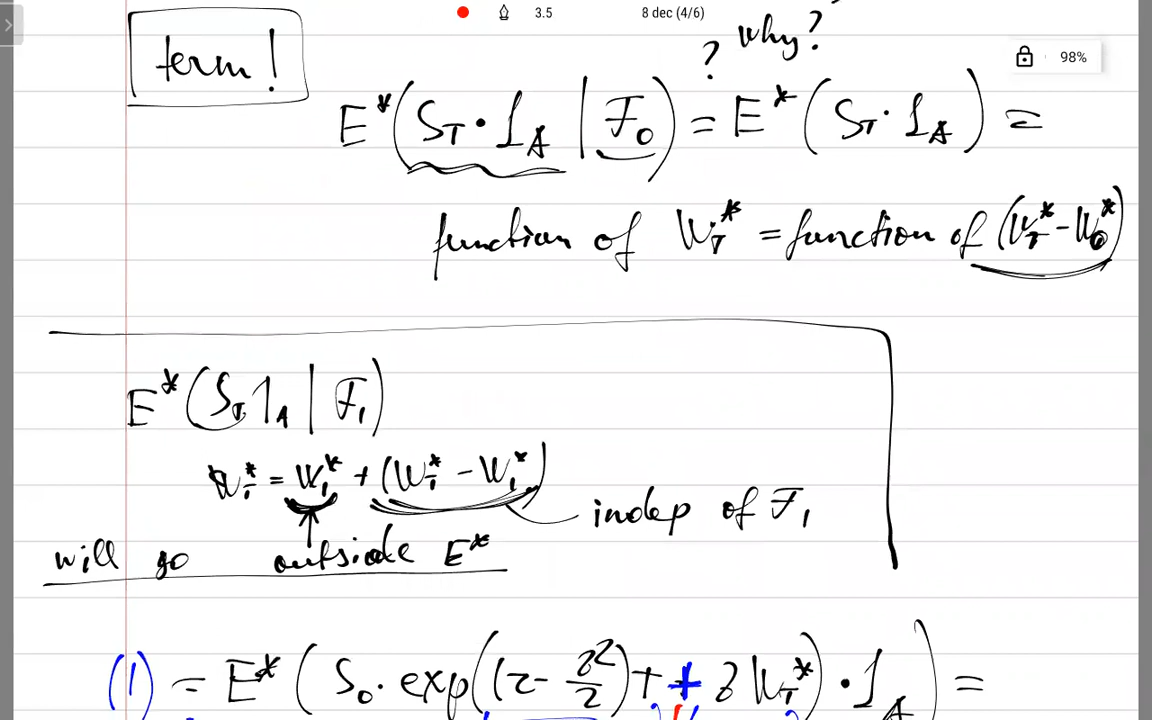 3.5 8 dec (4/6)
98%
term!
? why?
E*(S_T · 1_A | F_0) = E*(S_T · 1_A) =
function of W_T* = function of (W_T* - W_0*)
E*(S_T 1_A | F_1)
W_T* = W_1* + (W_T* - W_1*)
indep of F_1
will go outside E*
(1) = E*(S_0 · exp((r - σ²/2)T + σ W_T*) · 1_A) =